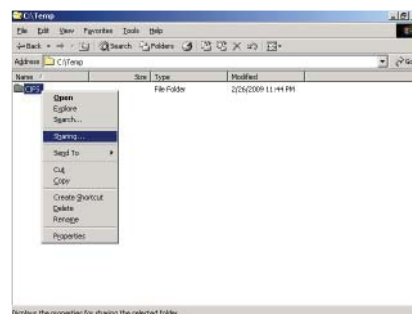 C:\Temp
File Edit View Favorites Tools Help
Back Search Folders
Address C:\Temp Go
Name Size Type Modified
CIFS File Folder 2/26/2009 11:44 PM
Open
Explore
Search...
Sharing...
Send To
Cut
Copy
Create Shortcut
Delete
Rename
Properties
Displays the properties for sharing the selected folder.